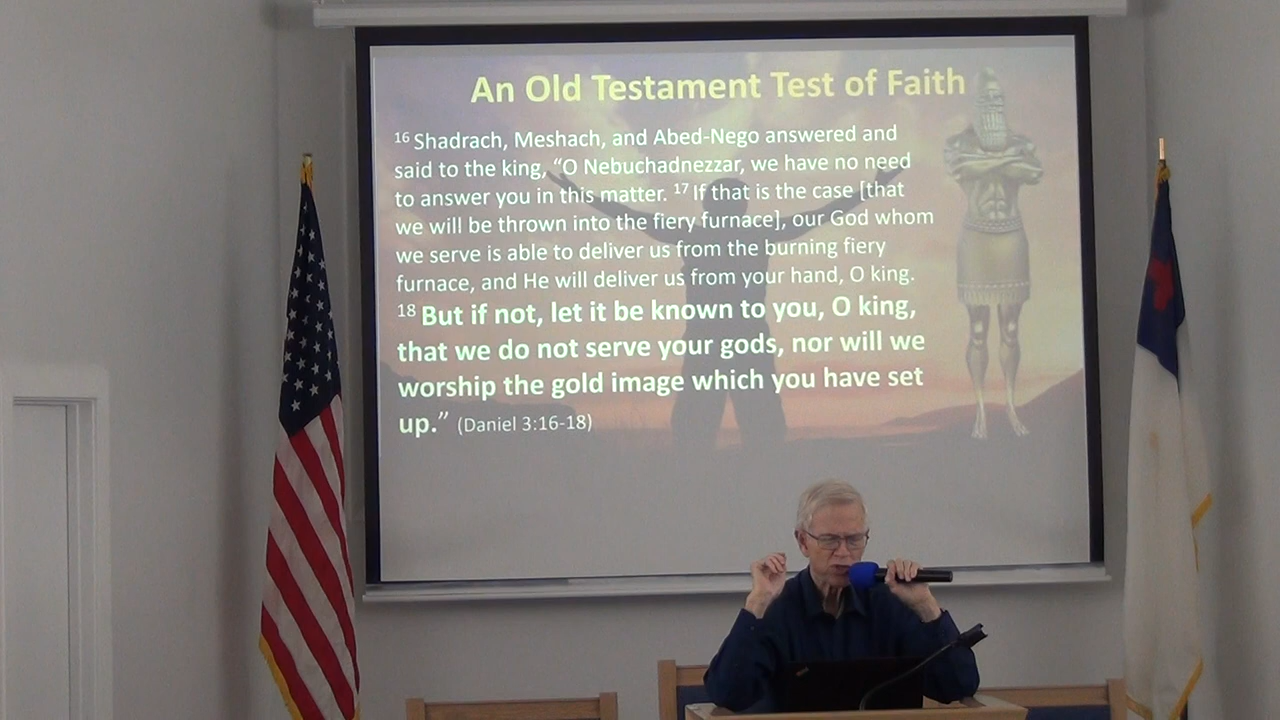 An Old Testament Test of Faith
16 Shadrach, Meshach, and Abed-Nego answered and
said to the king, “O Nebuchadnezzar, we have no need
to answer you in this matter. 17 If that is the case [that
we will be thrown into the fiery furnace], our God whom
we serve is able to deliver us from the burning fiery
furnace, and He will deliver us from your hand, O king.
18 But if not, let it be known to you, O king,
that we do not serve your gods, nor will we
worship the gold image which you have set
up.” (Daniel 3:16-18)